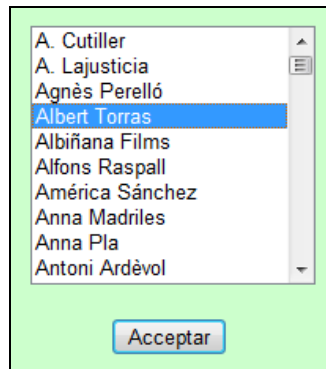 A. Cutiller
A. Lajusticia
Agnès Perelló
Albert Torras
Albiñana Films
Alfons Raspall
América Sánchez
Anna Madriles
Anna Pla
Antoni Ardèvol
Acceptar